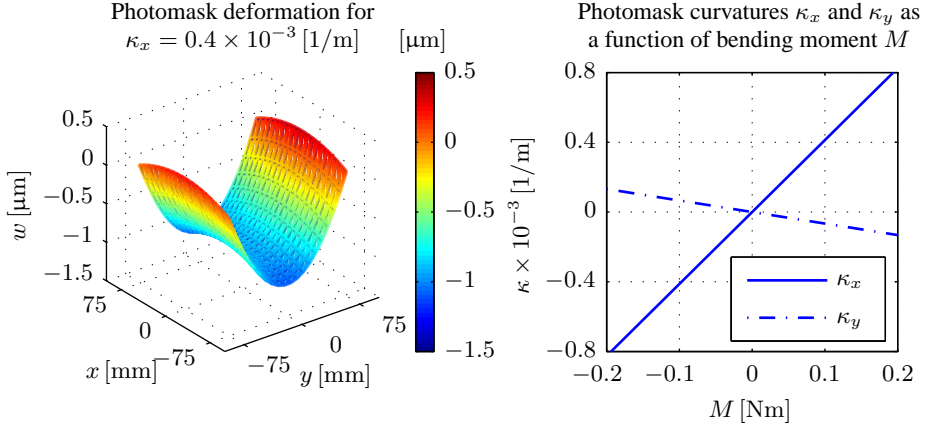 Photomask deformation for
κₓ = 0.4 × 10⁻³ [1/m]
[µm]
0.5
0
−0.5
−1
−1.5
w [µm]
75
0
−75
x [mm]
−75
0
75
y [mm]
0.5
0
−0.5
−1
−1.5
Photomask curvatures κₓ and κ_y as
a function of bending moment M
0.8
0.4
0
−0.4
−0.8
κ × 10⁻³ [1/m]
κₓ
κ_y
−0.2
−0.1
0
0.1
0.2
M [Nm]